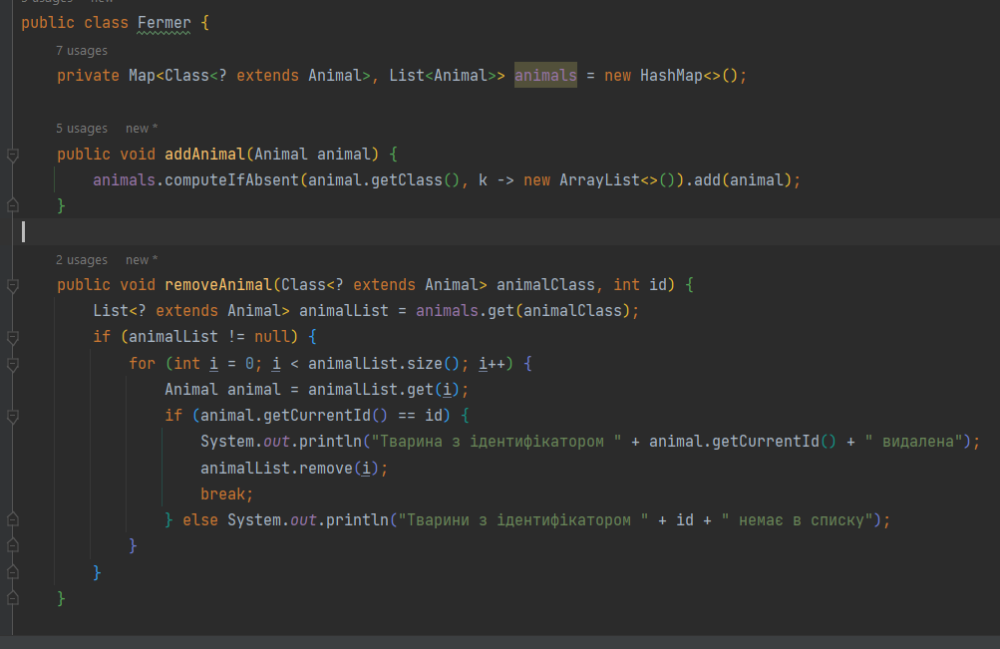 public class Fermer {
7 usages
private Map<Class<? extends Animal>, List<Animal>> animals = new HashMap<>();
5 usages new *
public void addAnimal(Animal animal) {
animals.computeIfAbsent(animal.getClass(), k -> new ArrayList<>()).add(animal);
}
2 usages new *
public void removeAnimal(Class<? extends Animal> animalClass, int id) {
List<? extends Animal> animalList = animals.get(animalClass);
if (animalList != null) {
for (int i = 0; i < animalList.size(); i++) {
Animal animal = animalList.get(i);
if (animal.getCurrentId() == id) {
System.out.println("Тварина з ідентифікатором " + animal.getCurrentId() + " видалена");
animalList.remove(i);
break;
} else System.out.println("Тварини з ідентифікатором " + id + " немає в списку");
}
}
}